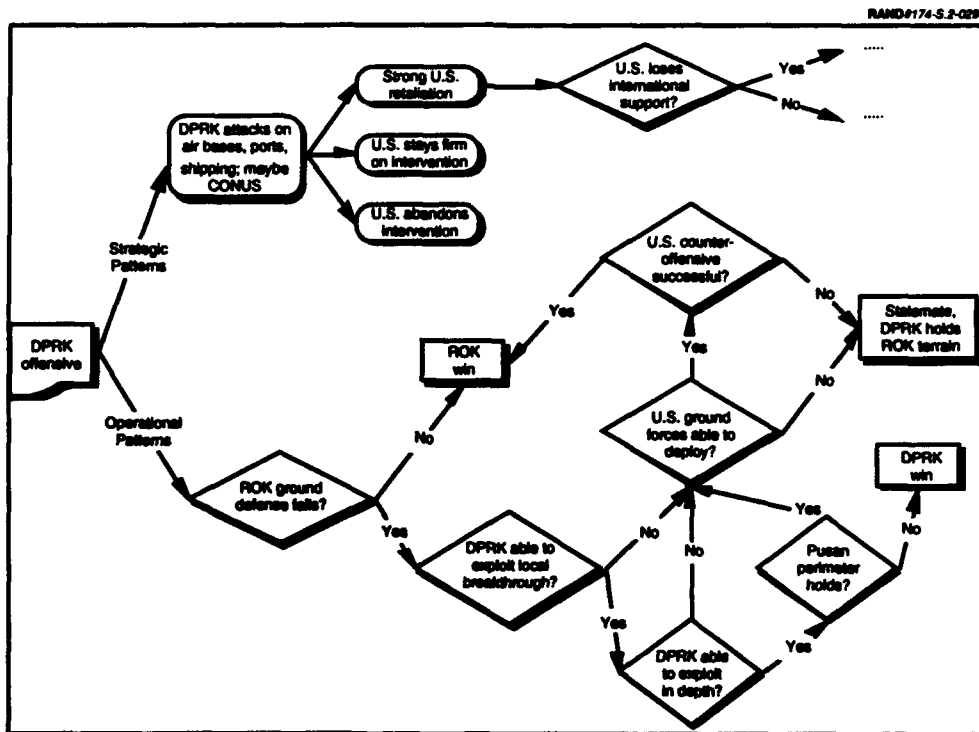 RAND#174-S.2-029
Strong U.S.
retaliation
U.S. loses
international
support?
Yes
.....
No
.....
DPRK attacks on
air bases, ports,
shipping; maybe
CONUS
U.S. stays firm
on intervention
U.S. abandons
intervention
Strategic
Patterns
DPRK
offensive
Operational
Patterns
U.S. counter-
offensive
successful?
Yes
No
ROK
win
Stalemate,
DPRK holds
ROK terrain
Yes
No
U.S. ground
forces able to
deploy?
No
ROK ground
defense fails?
Yes
DPRK able to
exploit local
breakthrough?
No
No
Yes
DPRK
win
No
Pusan
perimeter
holds?
Yes
DPRK able
to exploit
in depth?
Yes